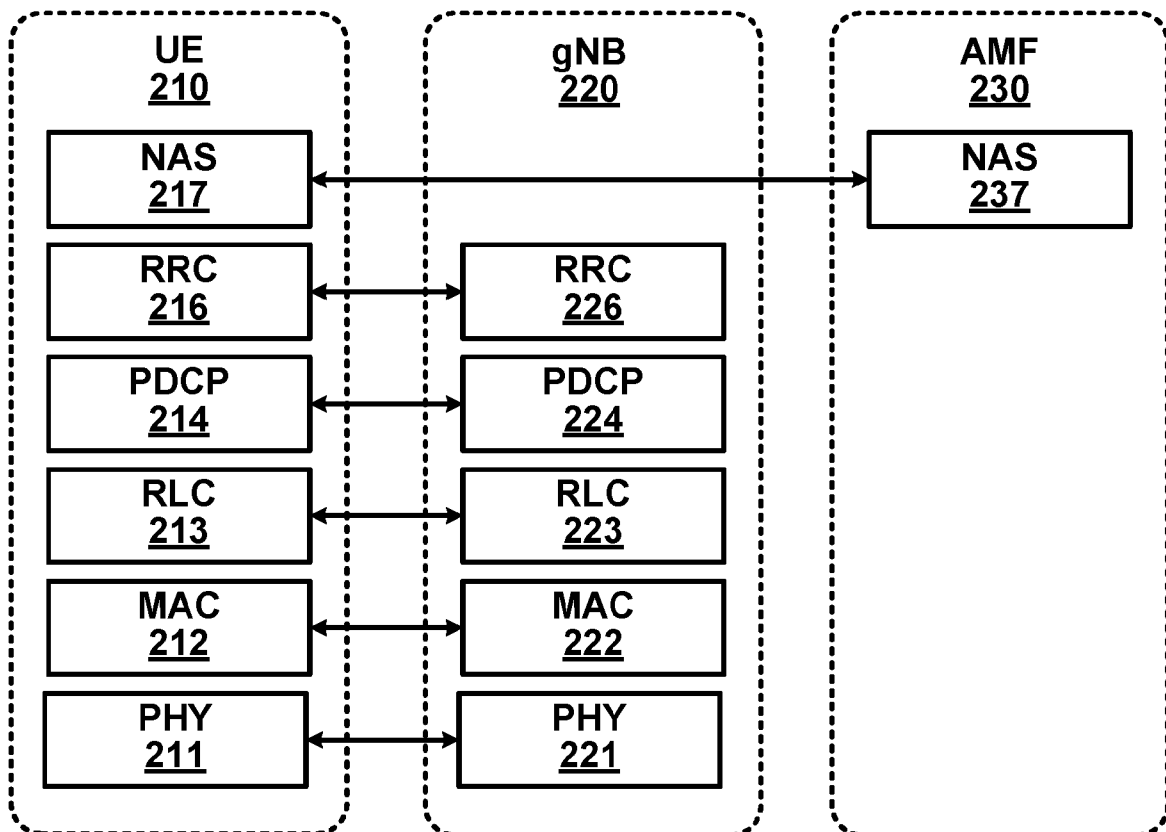 UE
210
gNB
220
AMF
230
NAS
217
NAS
237
RRC
216
RRC
226
PDCP
214
PDCP
224
RLC
213
RLC
223
MAC
212
MAC
222
PHY
211
PHY
221